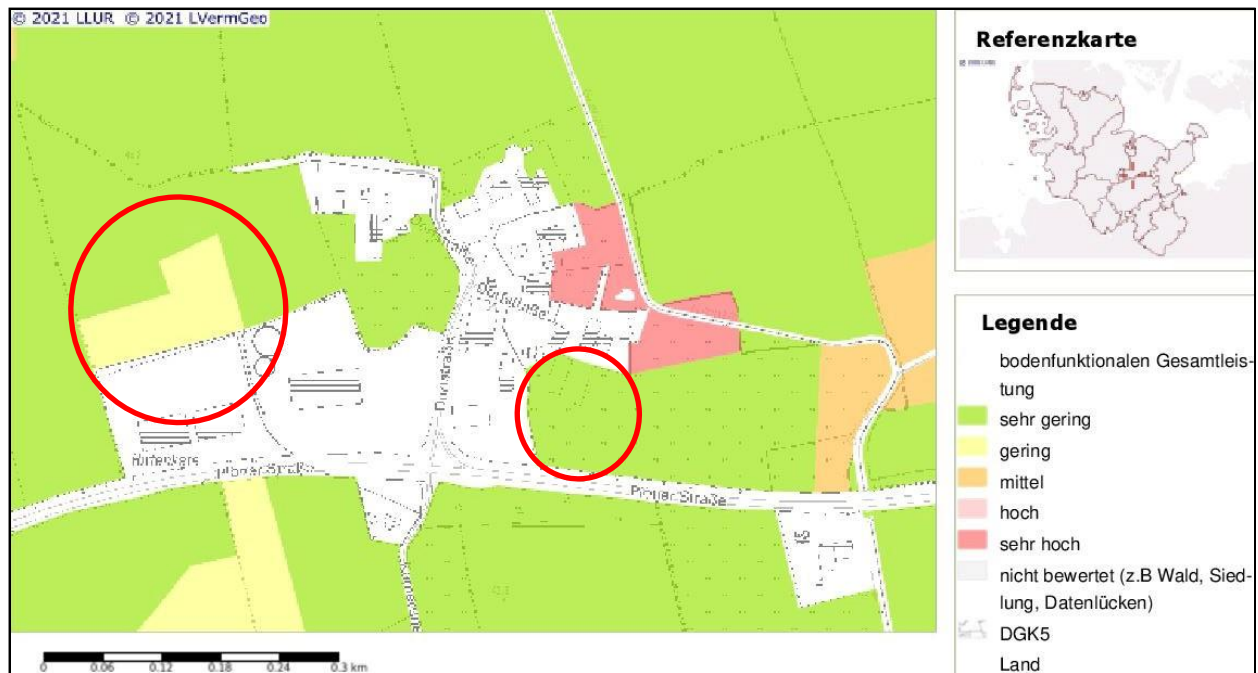 © 2021 LLUR © 2021 LVermGeo
Referenzkarte
Legende
bodenfunktionalen Gesamtleis-
tung
sehr gering
gering
mittel
hoch
sehr hoch
nicht bewertet (z.B Wald, Sied-
lung, Datenlücken)
DGK5
Land
Dorfstraße
Straße
Straße
0 0.06 0.12 0.18 0.24 0.3 km